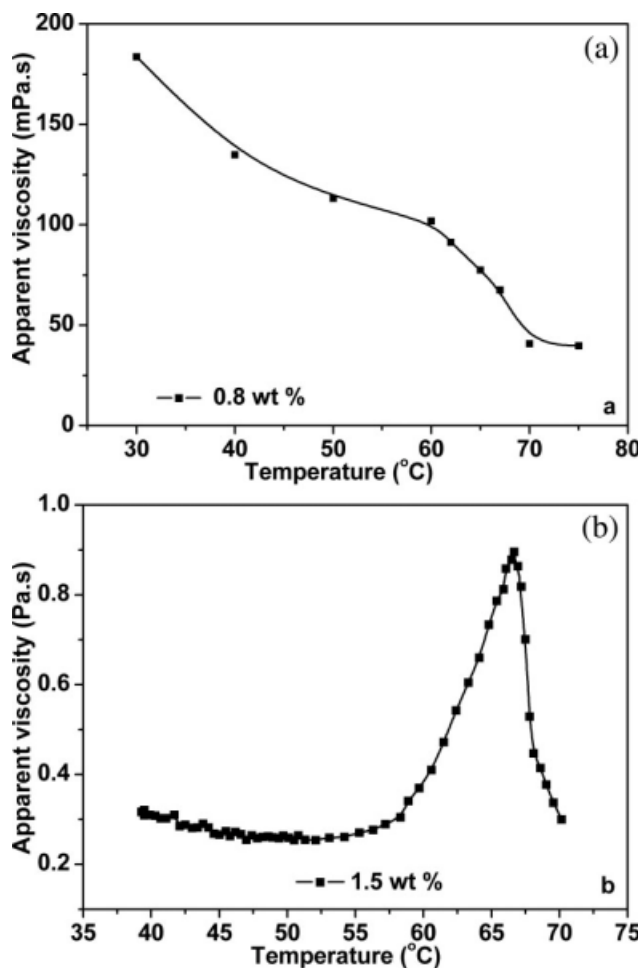 200
(a)
150
100
50
0
Apparent viscosity (mPa.s)
0.8 wt %
a
30 40 50 60 70 80
Temperature (°C)
1.0
(b)
0.8
0.6
0.4
0.2
Apparent viscosity (Pa.s)
1.5 wt %
b
35 40 45 50 55 60 65 70 75
Temperature (°C)